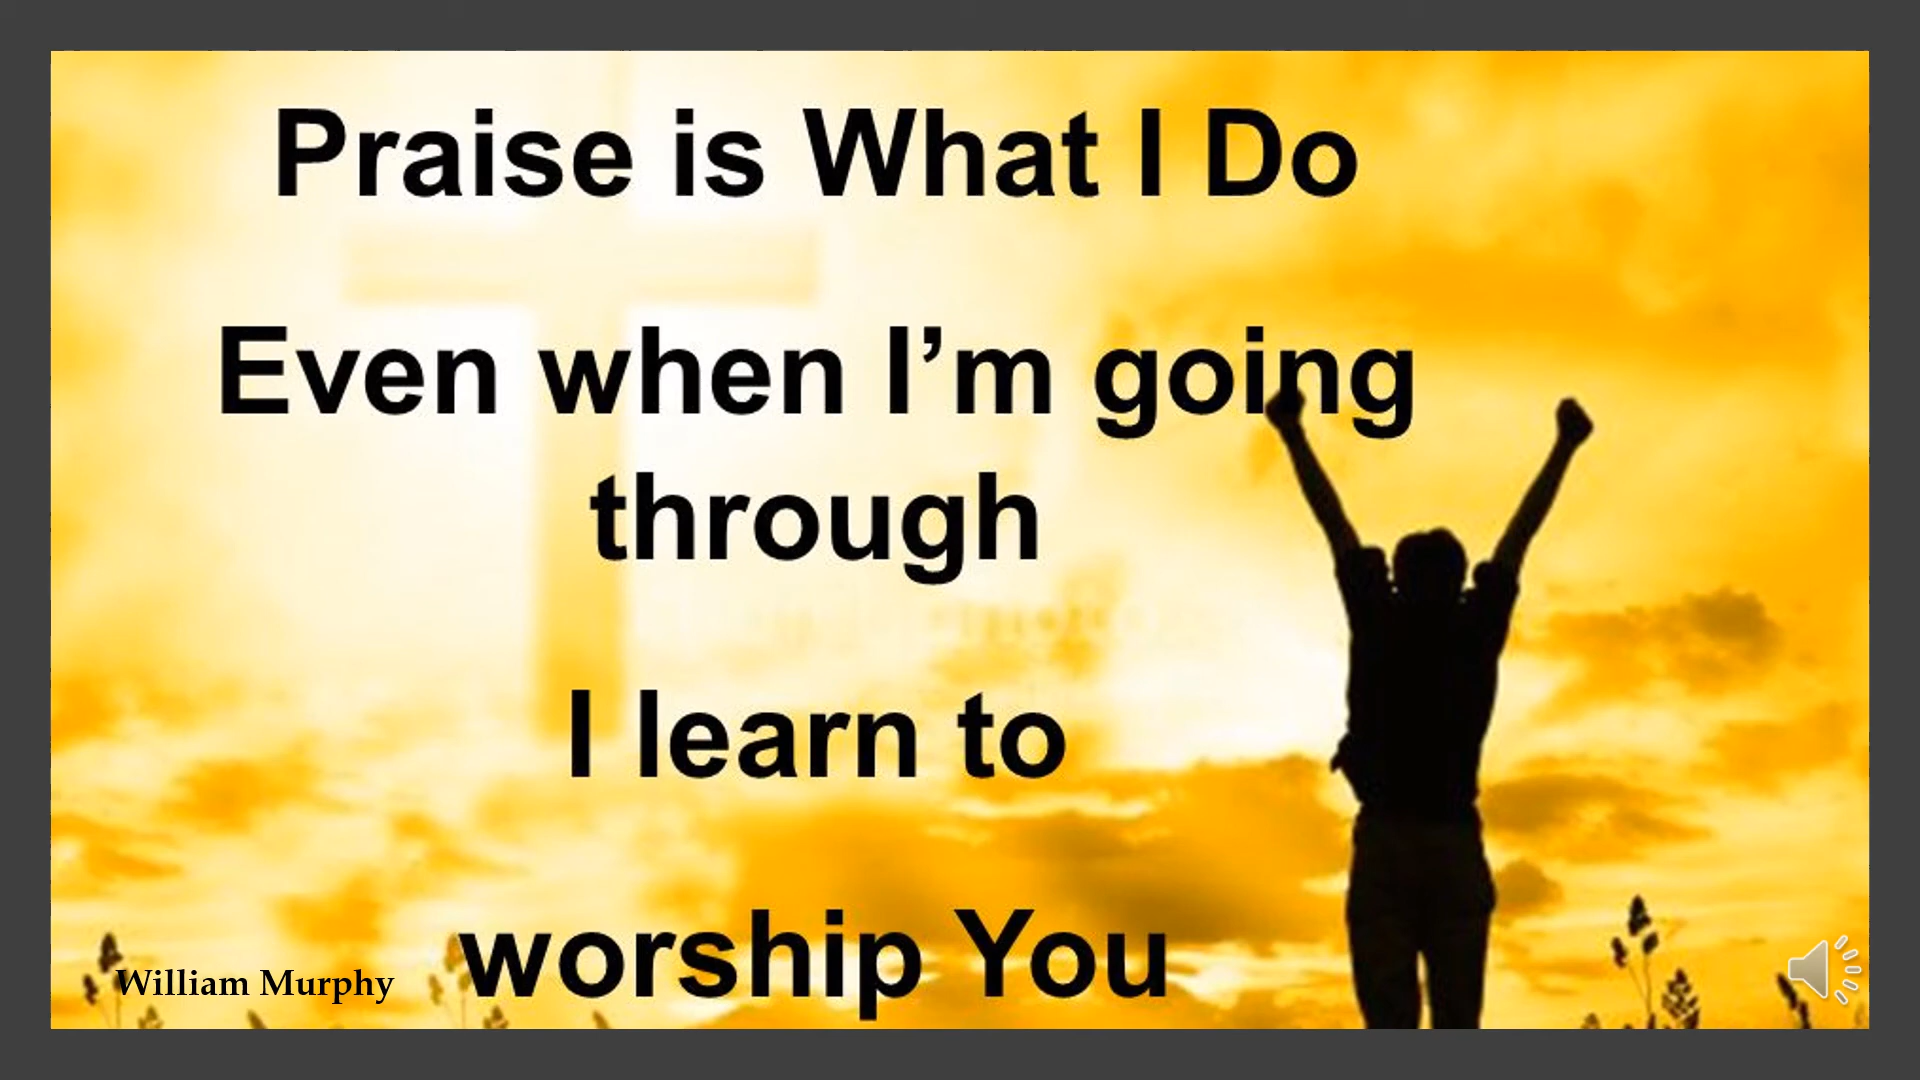 Praise is What I Do
Even when I’m going
through
I learn to
worship You
William Murphy